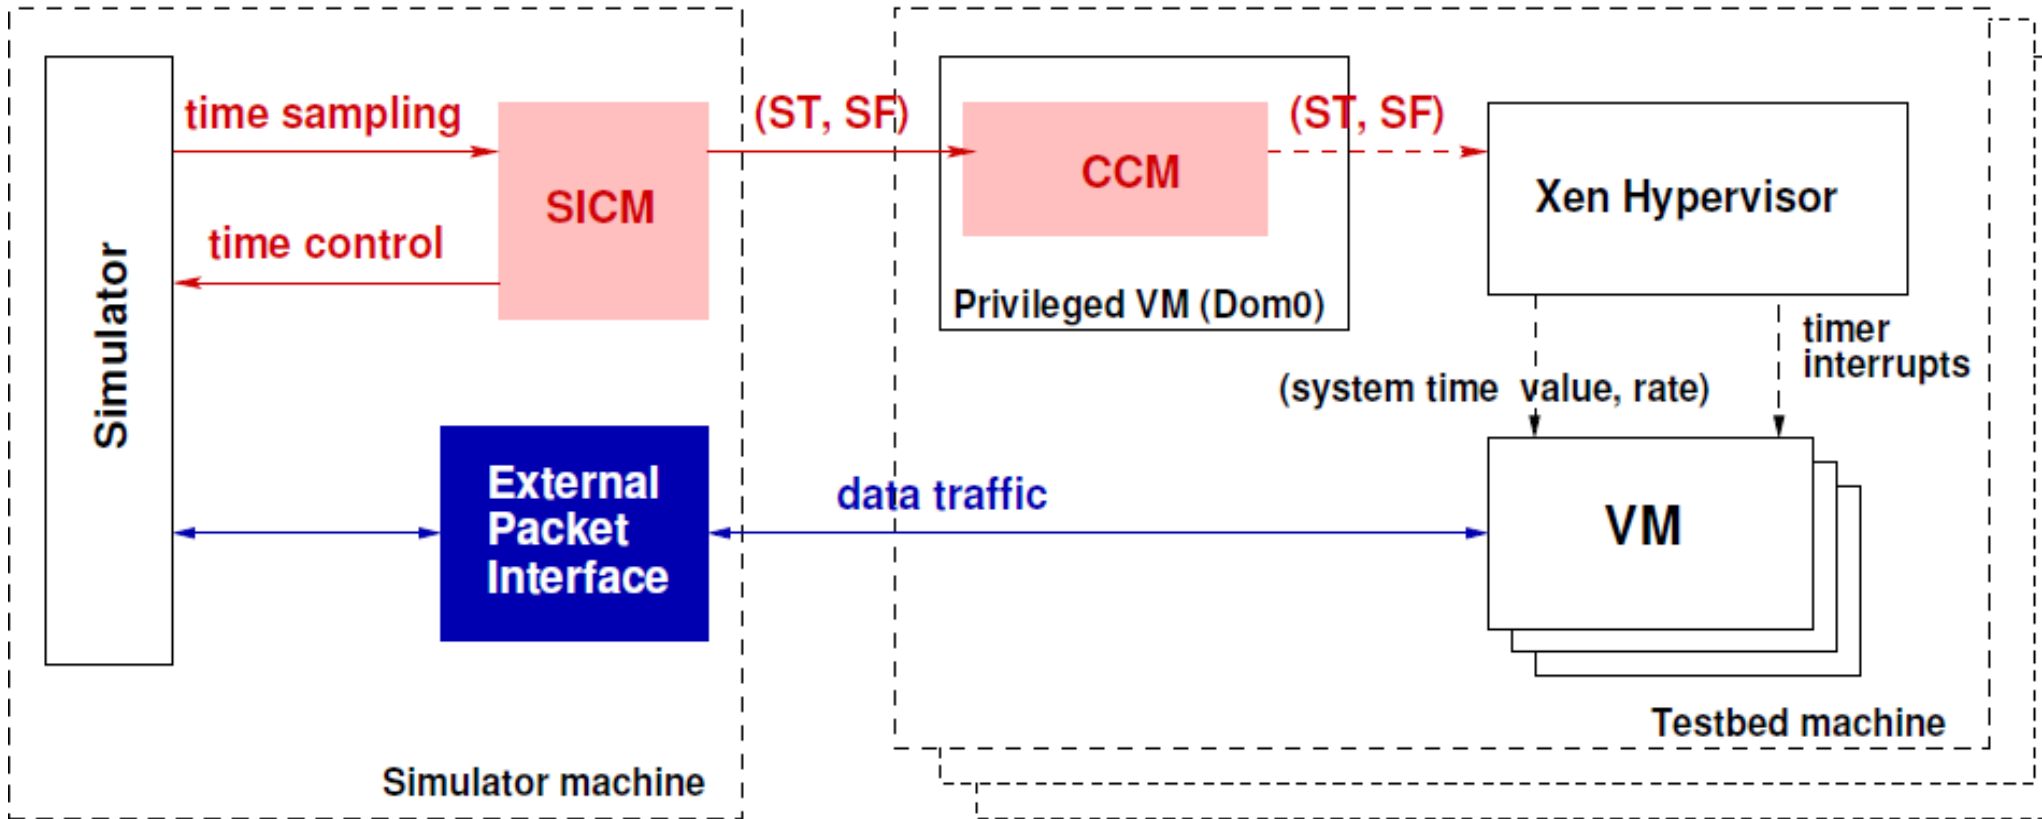 Simulator
time sampling
time control
SICM
(ST, SF)
CCM
Privileged VM (Dom0)
(ST, SF)
Xen Hypervisor
timer
interrupts
(system time value, rate)
External
Packet
Interface
data traffic
VM
Testbed machine
Simulator machine